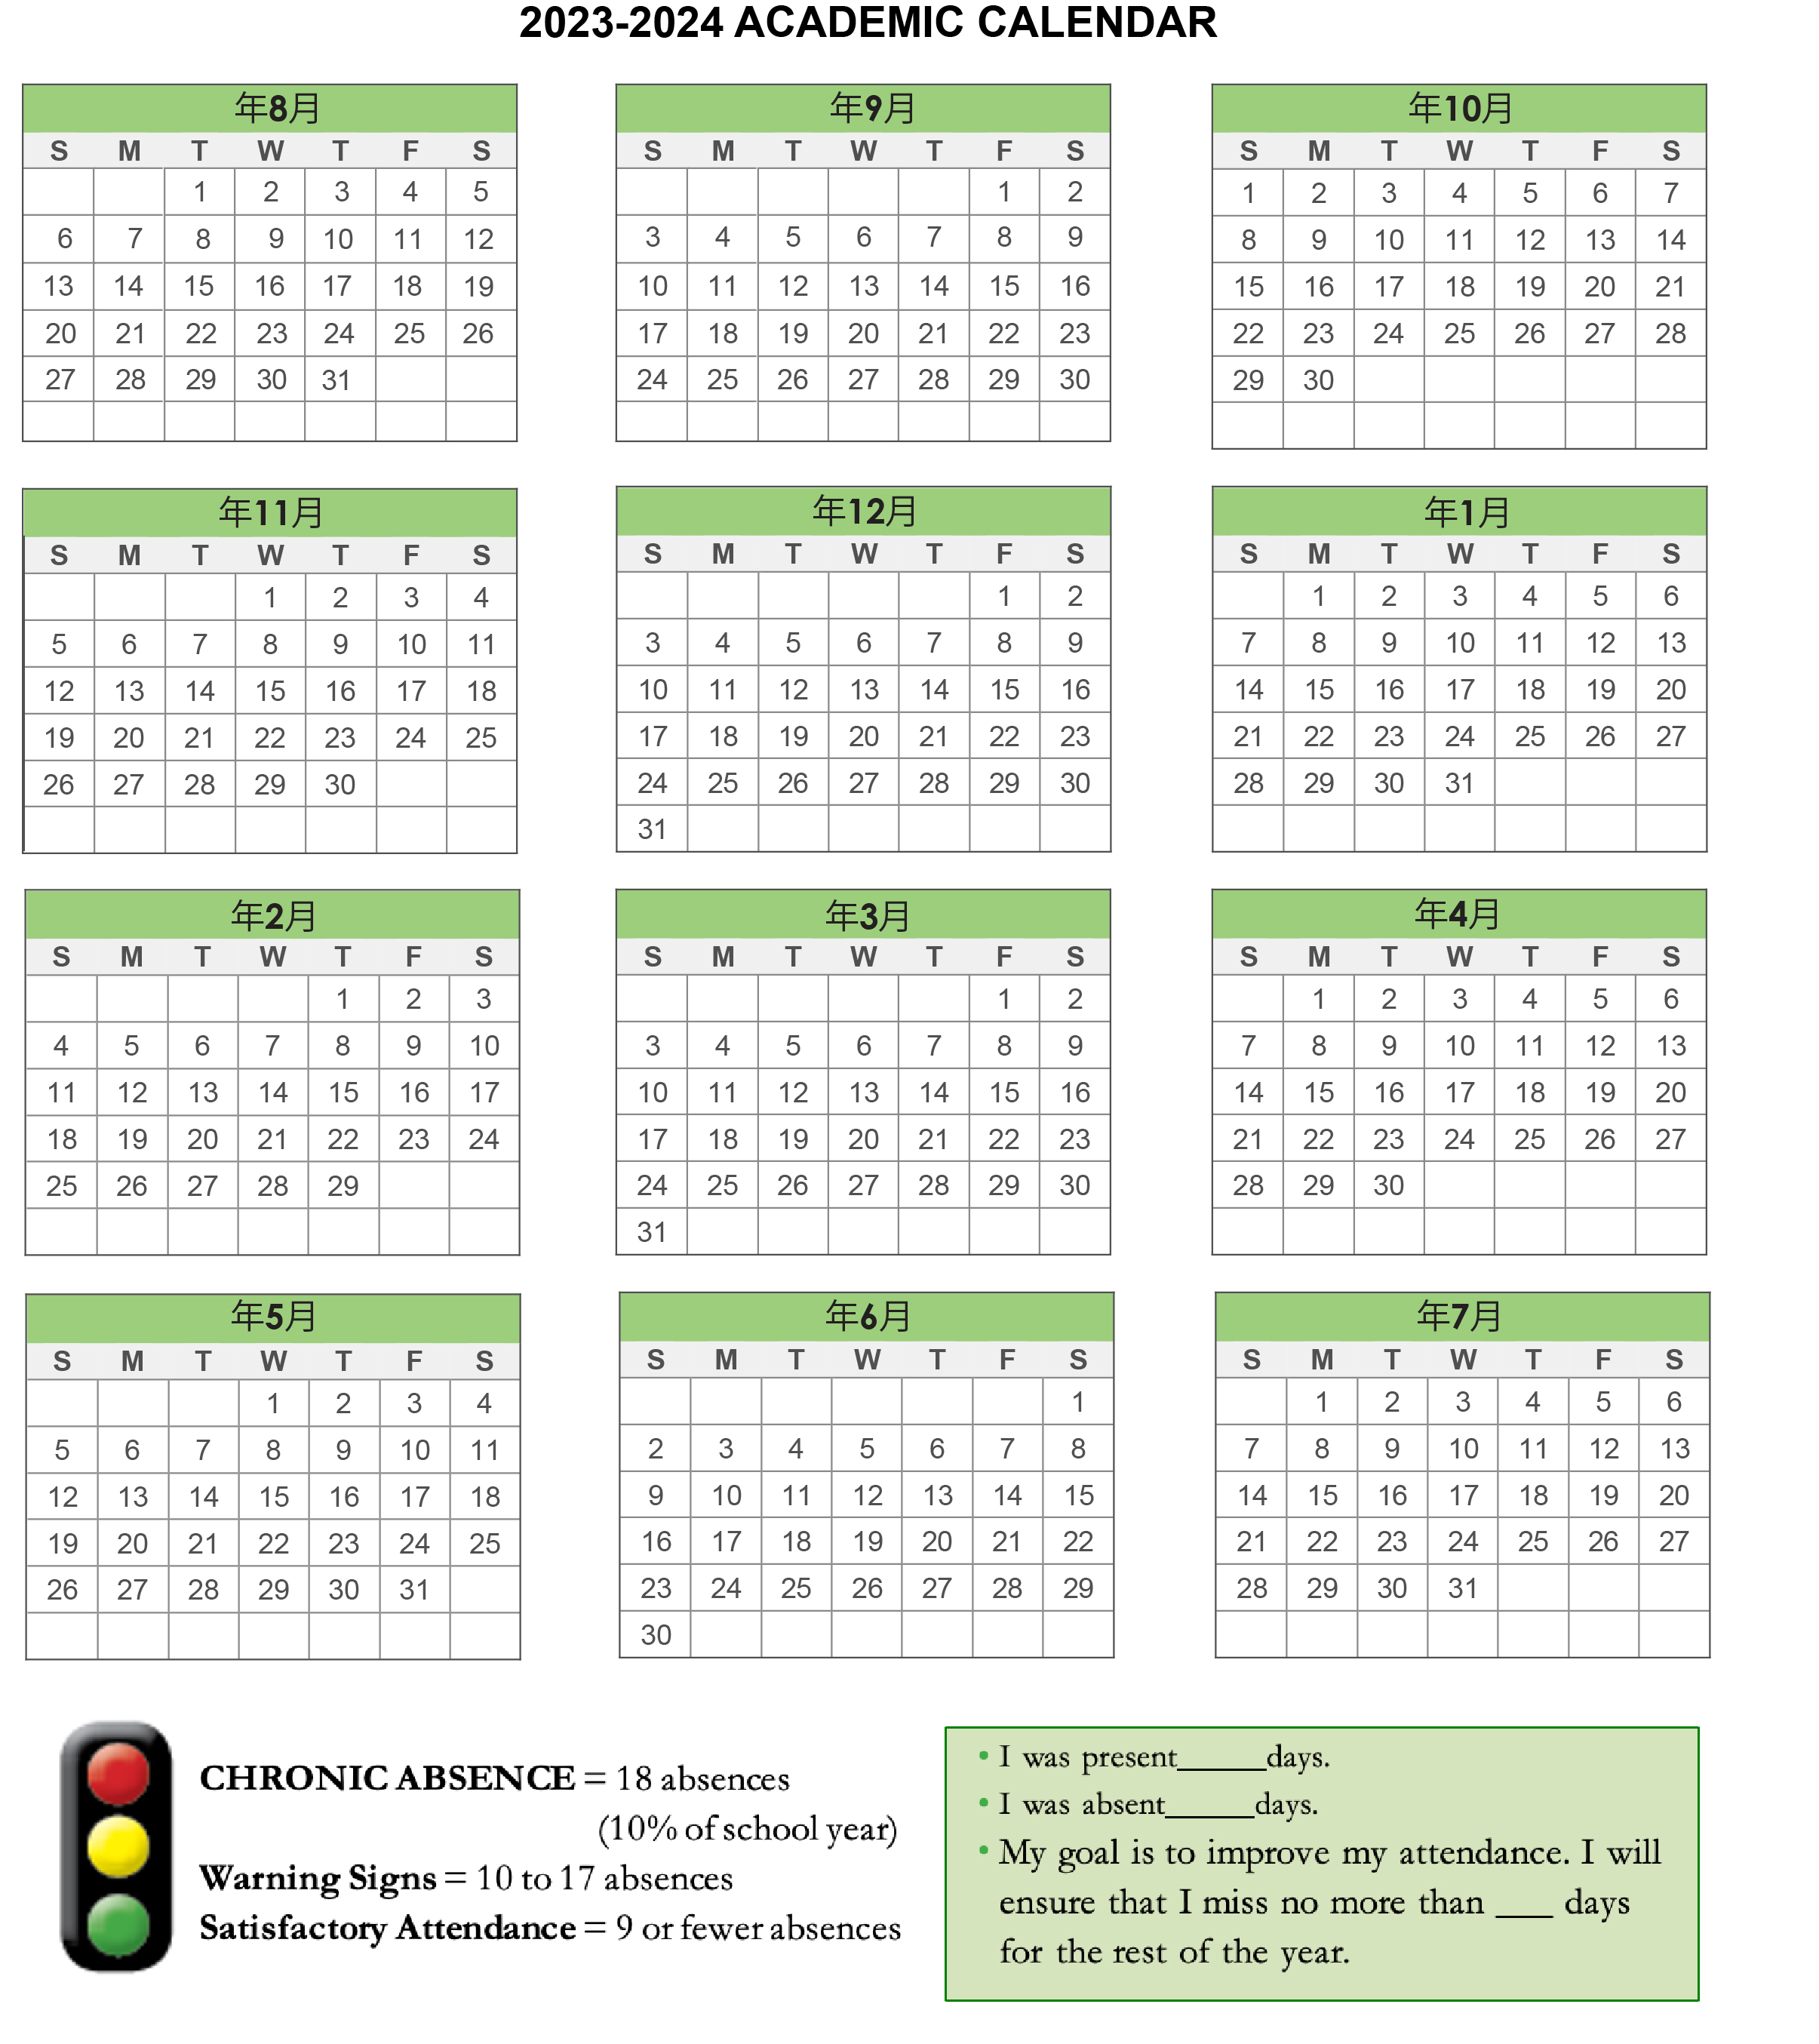 2023-2024 ACADEMIC CALENDAR
年8月
S M T W T F S
1 2 3 4 5
6 7 8 9 10 11 12
13 14 15 16 17 18 19
20 21 22 23 24 25 26
27 28 29 30 31
年9月
S M T W T F S
1 2
3 4 5 6 7 8 9
10 11 12 13 14 15 16
17 18 19 20 21 22 23
24 25 26 27 28 29 30
年10月
S M T W T F S
1 2 3 4 5 6 7
8 9 10 11 12 13 14
15 16 17 18 19 20 21
22 23 24 25 26 27 28
29 30
年11月
S M T W T F S
1 2 3 4
5 6 7 8 9 10 11
12 13 14 15 16 17 18
19 20 21 22 23 24 25
26 27 28 29 30
年12月
S M T W T F S
1 2
3 4 5 6 7 8 9
10 11 12 13 14 15 16
17 18 19 20 21 22 23
24 25 26 27 28 29 30
31
年1月
S M T W T F S
1 2 3 4 5 6
7 8 9 10 11 12 13
14 15 16 17 18 19 20
21 22 23 24 25 26 27
28 29 30 31
年2月
S M T W T F S
1 2 3
4 5 6 7 8 9 10
11 12 13 14 15 16 17
18 19 20 21 22 23 24
25 26 27 28 29
年3月
S M T W T F S
1 2
3 4 5 6 7 8 9
10 11 12 13 14 15 16
17 18 19 20 21 22 23
24 25 26 27 28 29 30
31
年4月
S M T W T F S
1 2 3 4 5 6
7 8 9 10 11 12 13
14 15 16 17 18 19 20
21 22 23 24 25 26 27
28 29 30
年5月
S M T W T F S
1 2 3 4
5 6 7 8 9 10 11
12 13 14 15 16 17 18
19 20 21 22 23 24 25
26 27 28 29 30 31
年6月
S M T W T F S
1
2 3 4 5 6 7 8
9 10 11 12 13 14 15
16 17 18 19 20 21 22
23 24 25 26 27 28 29
30
年7月
S M T W T F S
1 2 3 4 5 6
7 8 9 10 11 12 13
14 15 16 17 18 19 20
21 22 23 24 25 26 27
28 29 30 31
CHRONIC ABSENCE = 18 absences
(10% of school year)
Warning Signs = 10 to 17 absences
Satisfactory Attendance = 9 or fewer absences
• I was present______days.
• I was absent______days.
• My goal is to improve my attendance. I will
ensure that I miss no more than ___ days
for the rest of the year.